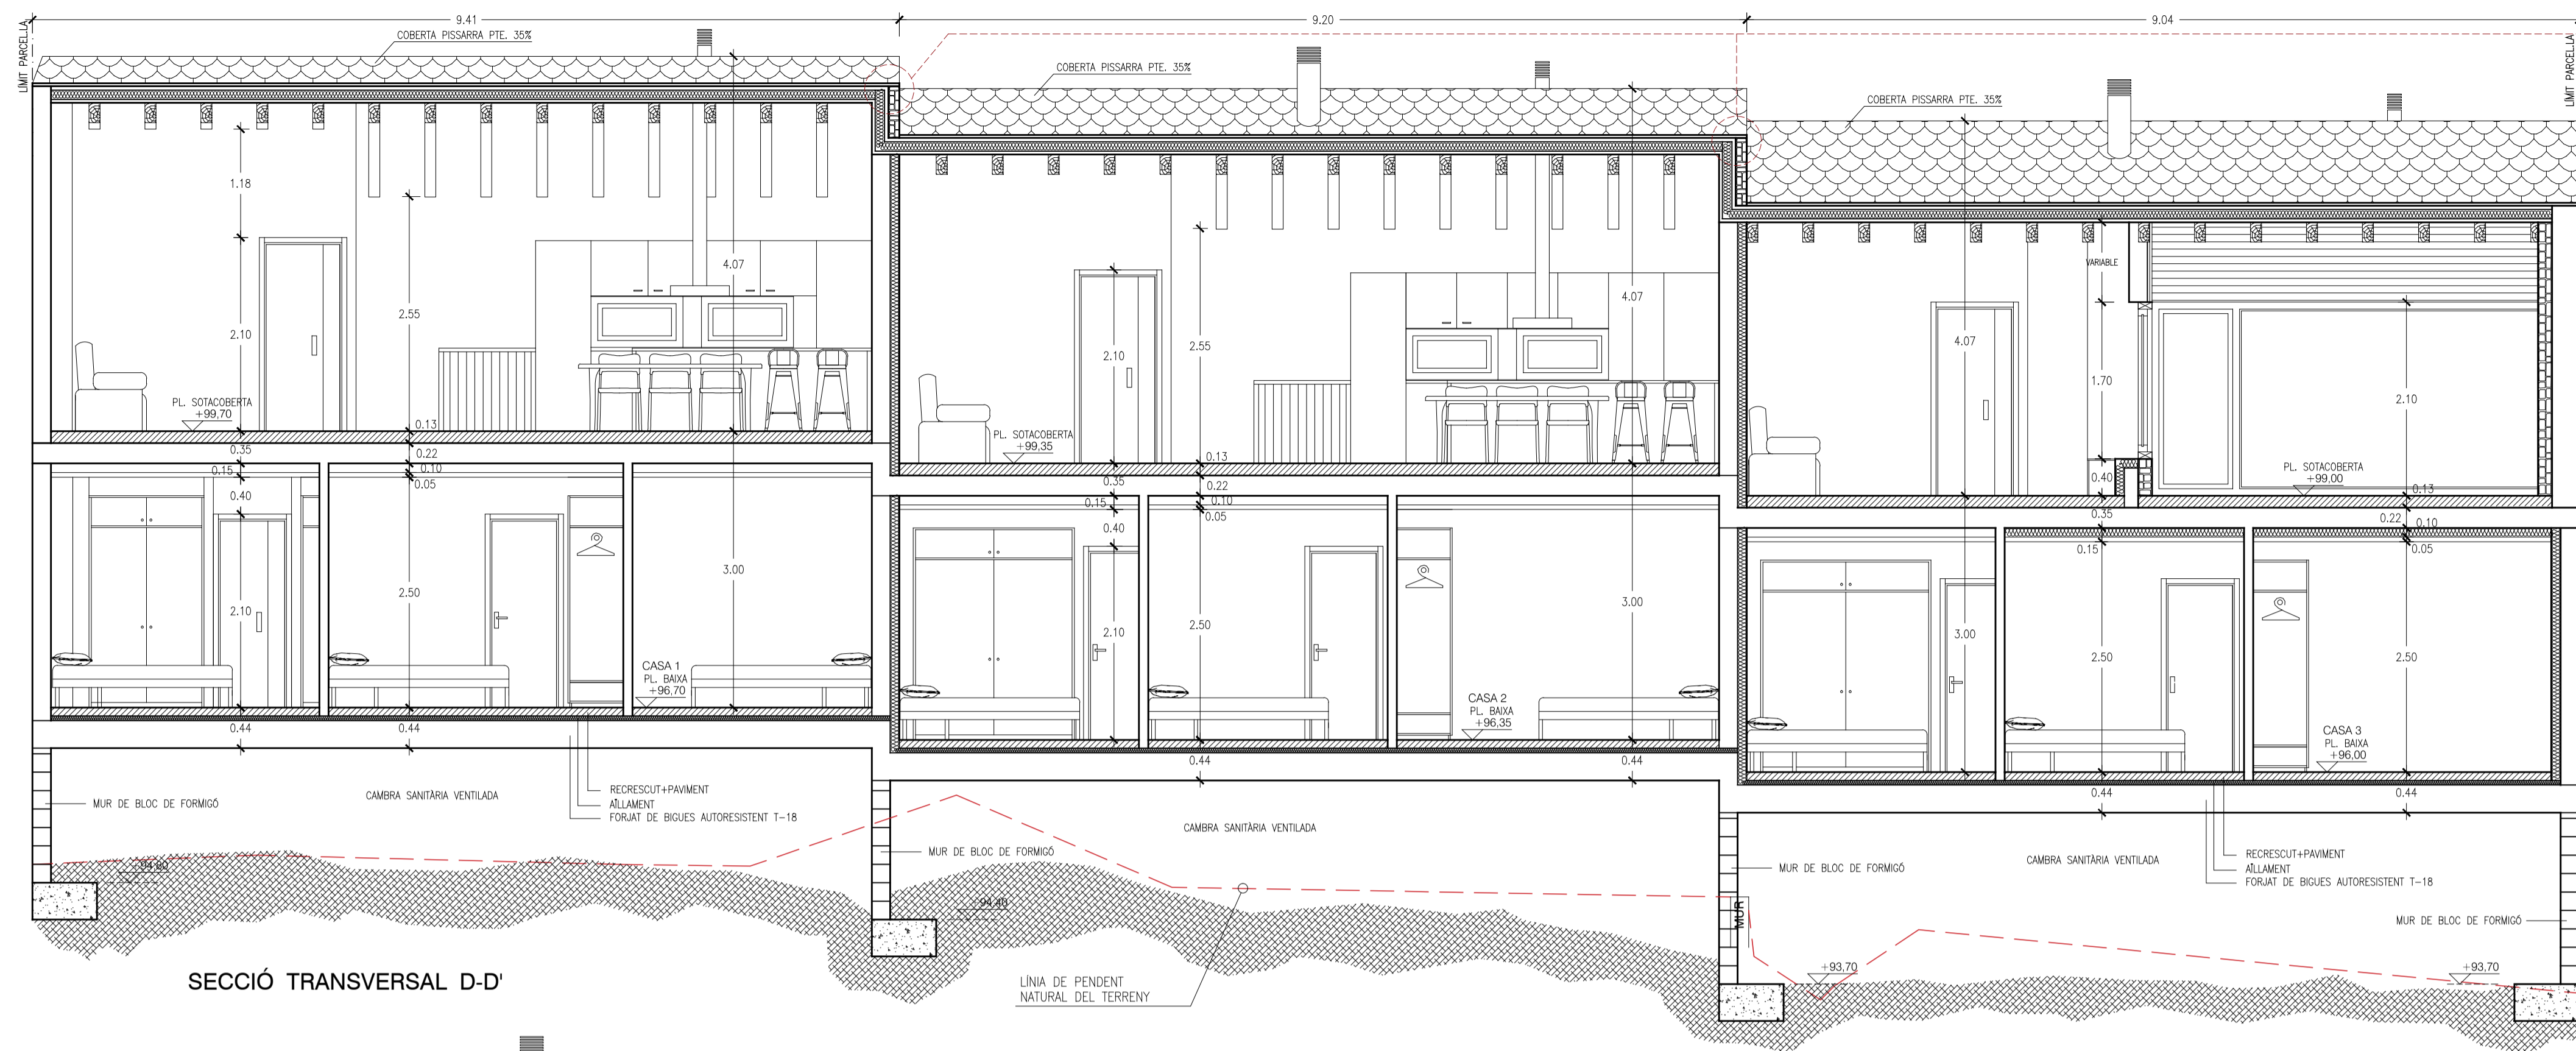 9.41
9.20
9.04
LÍMIT PARCEL.LA
COBERTA PISSARRA PTE. 35%
COBERTA PISSARRA PTE. 35%
COBERTA PISSARRA PTE. 35%
LÍMIT PARCEL.LA
1.18
2.10
2.55
4.07
PL. SOTACOBERTA
+99,70
0.13
0.35
0.22
0.15
0.10
0.05
0.40
2.10
2.50
3.00
CASA 1
PL. BAIXA
+96,70
0.44
0.44
MUR DE BLOC DE FORMIGÓ
CAMBRA SANITÀRIA VENTILADA
RECRESCUT+PAVIMENT
AÏLLAMENT
FORJAT DE BIGUES AUTORESISTENT T-18
+94,80
2.10
2.55
4.07
PL. SOTACOBERTA
+99,35
0.13
0.35
0.22
0.15
0.10
0.05
0.40
2.10
2.50
3.00
CASA 2
PL. BAIXA
+96,35
0.44
0.44
CAMBRA SANITÀRIA VENTILADA
MUR DE BLOC DE FORMIGÓ
+94,40
LÍNIA DE PENDENT
NATURAL DEL TERRENY
VARIABLE
4.07
1.70
2.10
0.40
PL. SOTACOBERTA
+99,00
0.13
0.35
0.22
0.10
0.15
0.05
3.00
2.50
2.50
CASA 3
PL. BAIXA
+96,00
0.44
0.44
MUR DE BLOC DE FORMIGÓ
CAMBRA SANITÀRIA VENTILADA
RECRESCUT+PAVIMENT
AÏLLAMENT
FORJAT DE BIGUES AUTORESISTENT T-18
MUR
MUR DE BLOC DE FORMIGÓ
+93,70
+93,70
SECCIÓ TRANSVERSAL D-D'